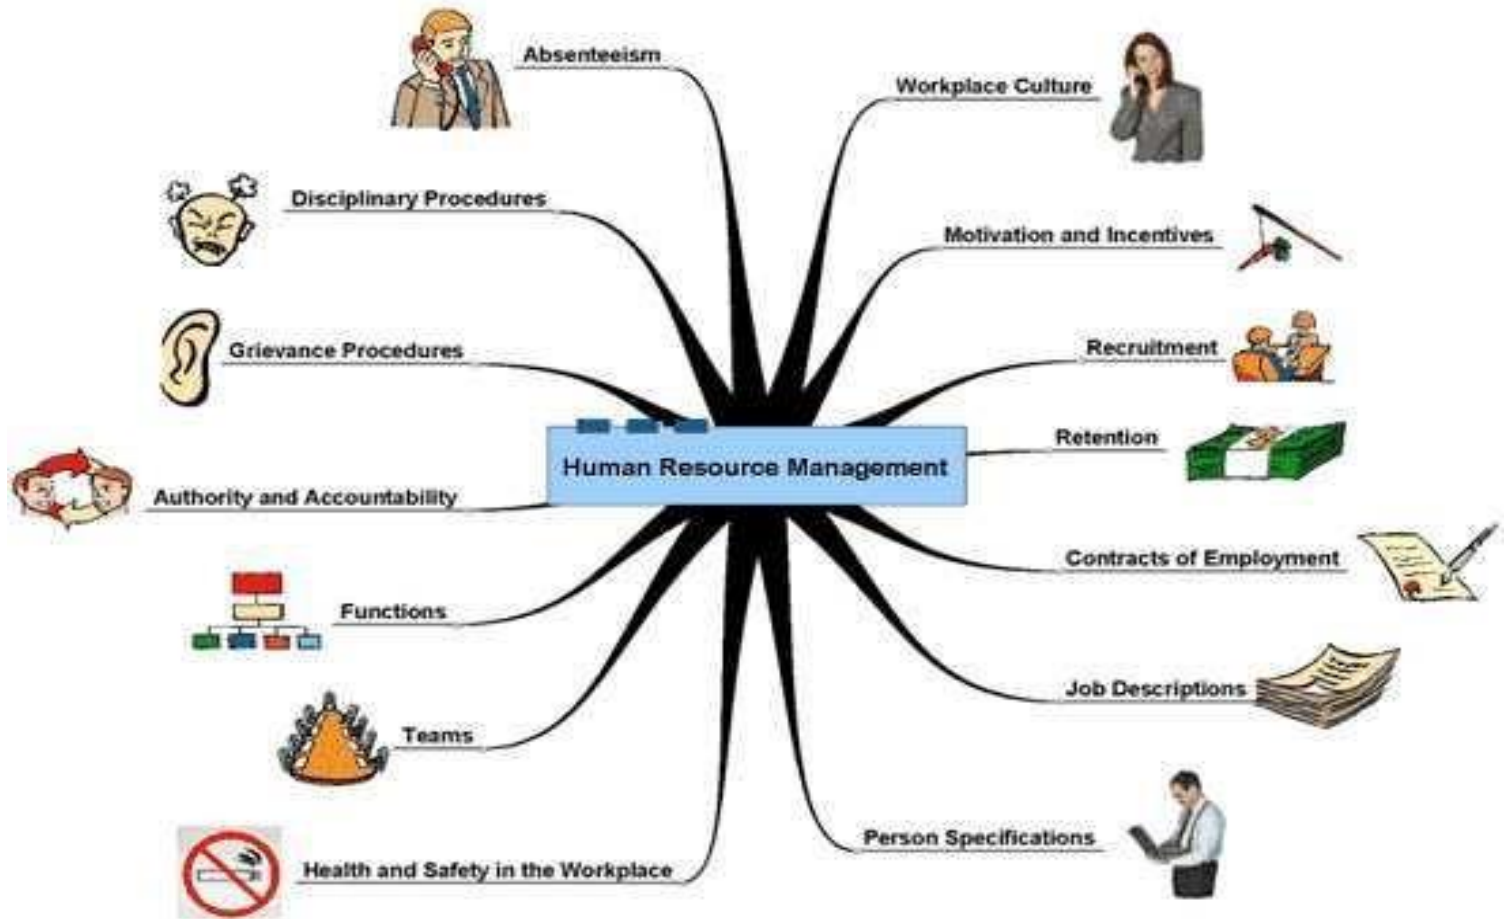 Absenteeism
Workplace Culture
Disciplinary Procedures
Motivation and Incentives
Grievance Procedures
Recruitment
Retention
Human Resource Management
Authority and Accountability
Contracts of Employment
Functions
Job Descriptions
Teams
Person Specifications
Health and Safety in the Workplace